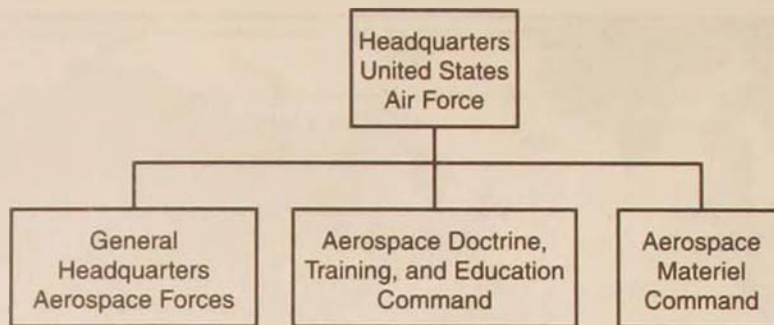 Headquarters
United States
Air Force
General
Headquarters
Aerospace Forces
Aerospace Doctrine,
Training, and Education
Command
Aerospace
Materiel
Command